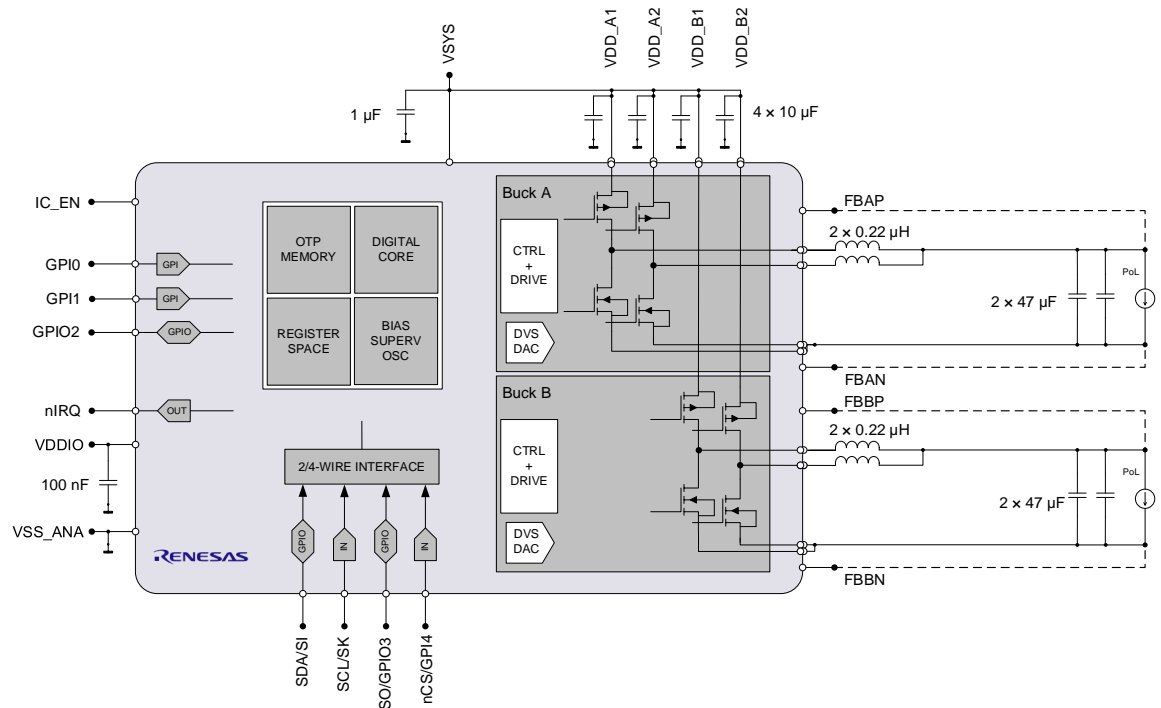 VSYS
VDD_A1
VDD_A2
VDD_B1
VDD_B2
1 µF
4 × 10 µF
IC_EN
GPI0
GPI
GPI1
GPI
GPIO2
GPIO
nIRQ
OUT
VDDIO
100 nF
VSS_ANA
OTP
MEMORY
DIGITAL
CORE
REGISTER
SPACE
BIAS
SUPERV
OSC
2/4-WIRE INTERFACE
GPIO
IN
GPIO
IN
RENESAS
SDA/SI
SCL/SK
SO/GPIO3
nCS/GPI4
Buck A
CTRL
+
DRIVE
DVS
DAC
Buck B
CTRL
+
DRIVE
DVS
DAC
FBAP
2 × 0.22 µH
2 × 47 µF
PoL
FBAN
FBBP
2 × 0.22 µH
2 × 47 µF
PoL
FBBN